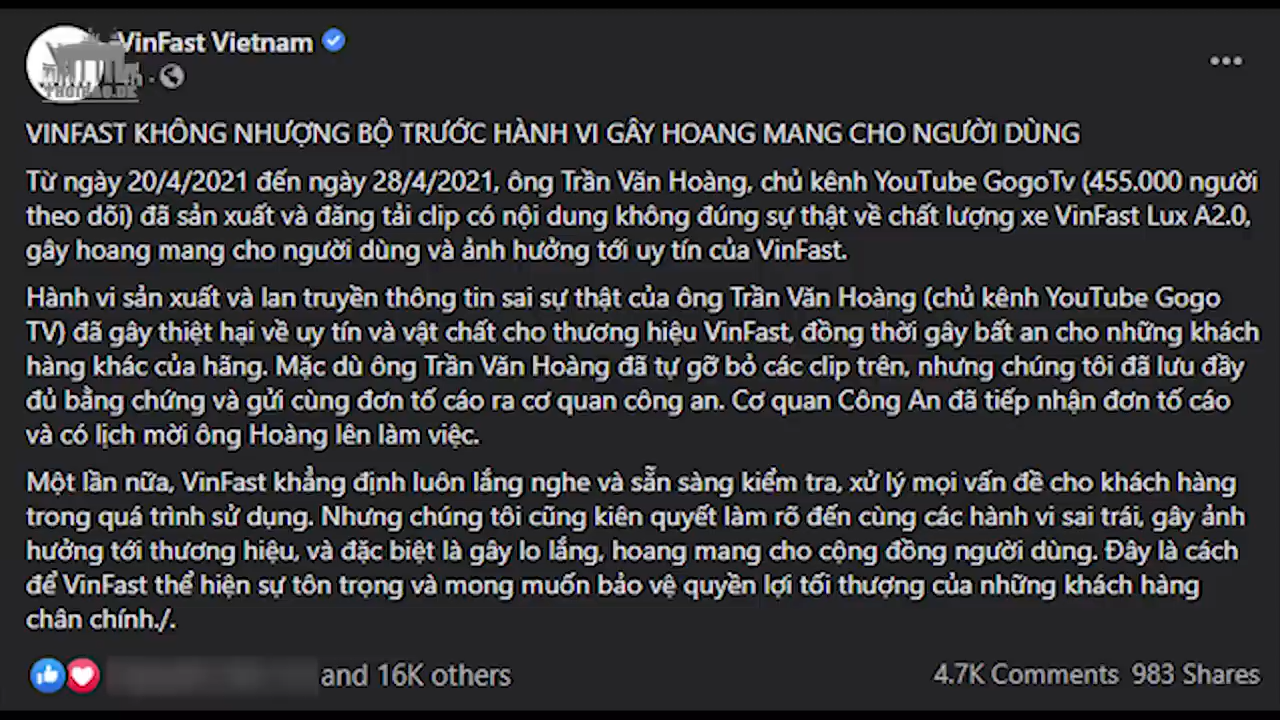 VinFast Vietnam
THOIBAO.DE
VINFAST KHÔNG NHƯỢNG BỘ TRƯỚC HÀNH VI GÂY HOANG MANG CHO NGƯỜI DÙNG
Từ ngày 20/4/2021 đến ngày 28/4/2021, ông Trần Văn Hoàng, chủ kênh YouTube GogoTv (455.000 người
theo dõi) đã sản xuất và đăng tải clip có nội dung không đúng sự thật về chất lượng xe VinFast Lux A2.0,
gây hoang mang cho người dùng và ảnh hưởng tới uy tín của VinFast.
Hành vi sản xuất và lan truyền thông tin sai sự thật của ông Trần Văn Hoàng (chủ kênh YouTube Gogo
TV) đã gây thiệt hại về uy tín và vật chất cho thương hiệu VinFast, đồng thời gây bất an cho những khách
hàng khác của hãng. Mặc dù ông Trần Văn Hoàng đã tự gỡ bỏ các clip trên, nhưng chúng tôi đã lưu đầy
đủ bằng chứng và gửi cùng đơn tố cáo ra cơ quan công an. Cơ quan Công An đã tiếp nhận đơn tố cáo
và có lịch mời ông Hoàng lên làm việc.
Một lần nữa, VinFast khẳng định luôn lắng nghe và sẵn sàng kiểm tra, xử lý mọi vấn đề cho khách hàng
trong quá trình sử dụng. Nhưng chúng tôi cũng kiên quyết làm rõ đến cùng các hành vi sai trái, gây ảnh
hưởng tới thương hiệu, và đặc biệt là gây lo lắng, hoang mang cho cộng đồng người dùng. Đây là cách
để VinFast thể hiện sự tôn trọng và mong muốn bảo vệ quyền lợi tối thượng của những khách hàng
chân chính./.
and 16K others
4.7K Comments 983 Shares